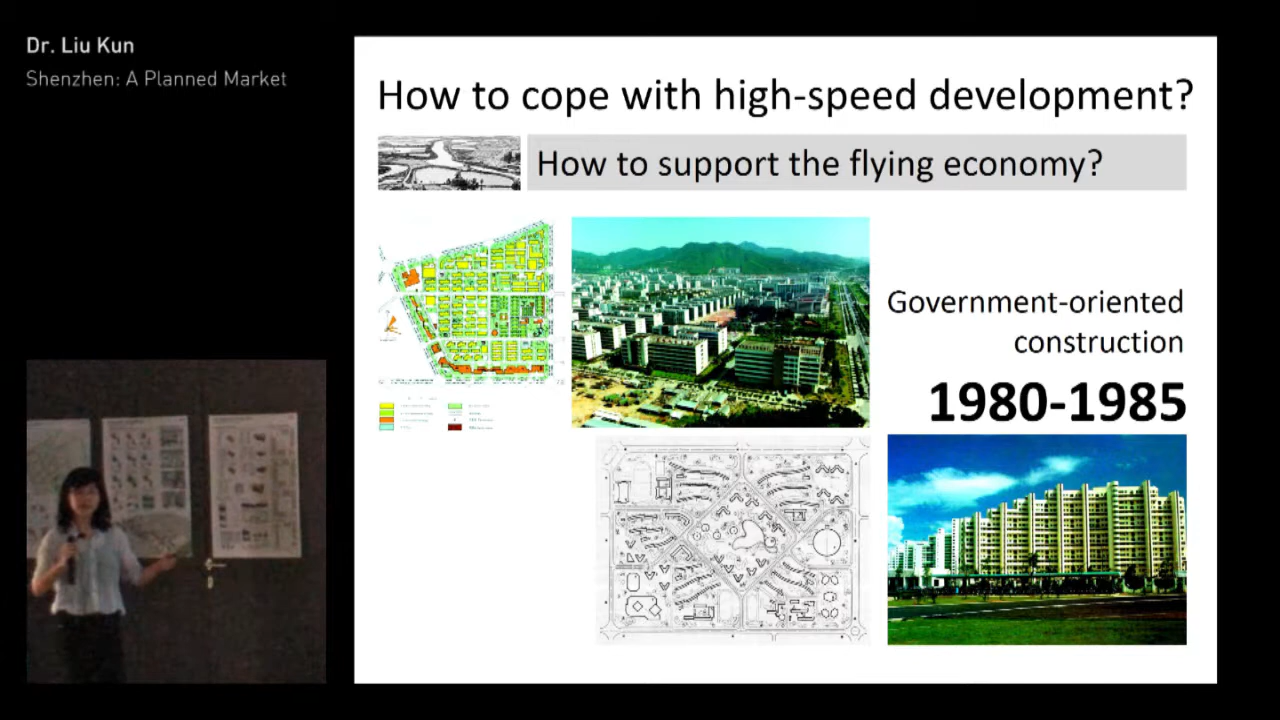 Dr. Liu Kun
Shenzhen: A Planned Market
How to cope with high-speed development?
How to support the flying economy?
Government-oriented
construction
1980-1985